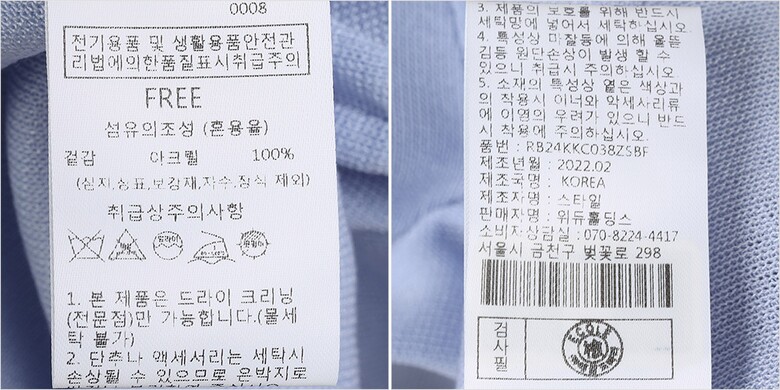 0008
전기용품 및 생활용품안전관
리법에의한품질표시취급주의
FREE
섬유의조성 (혼용율)
겉감 아크릴 100%
(심지,상표,보강재,자수,장식 제외)
취급상주의사항
1. 본 제품은 드라이 크리닝
(전문점)만 가능합니다.(물세
탁 불가)
2. 단추나 액세서리는 세탁시
손상될 수 있으므로 은박지로
3. 제품의 보호를 위해 반드시
세탁망에 넣어서 세탁하십시오.
4. 특성상 마찰등에 의해 올뜯
김등 원단손상이 발생 할 수
있으니 취급시 주의하십시오
5. 소재의 특성상 옅은 색상과
의 착용시 이너와 악세사리류
에 이염의 우려가 있으니 반드
시 착용에 주의하십시오.
품번 : RB24KKC038ZSBF
제조년월 : 2022.02
제조국명 : KOREA
제조자명 : 스타일
판매자명 : 위듀홀딩스
소비자상담실 : 070-8224-4417
서울시 금천구 벚꽃로 298
검사필
ECOLE